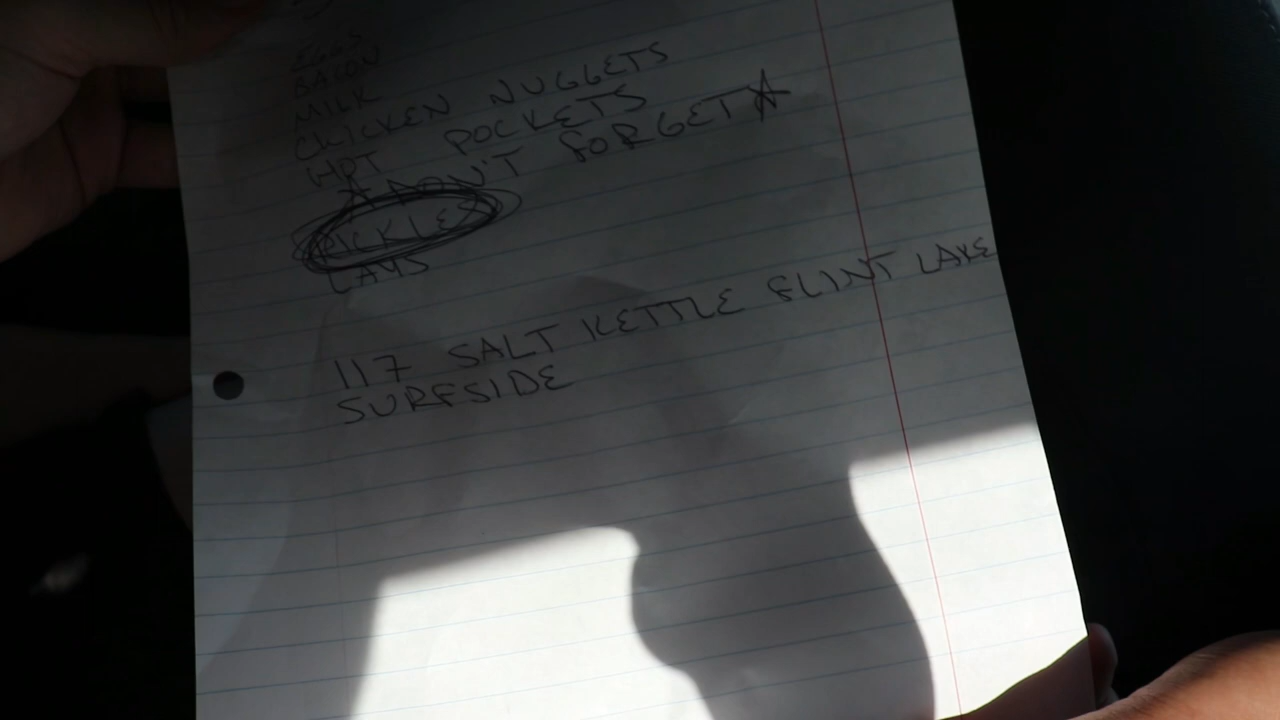 EGGS
BACON
MILK
CHICKEN NUGGETS
HOT POCKETS
☆ DON'T FORGET ☆
PICKLES
LAYS
117 SALT KETTLE FLINT LAKE
SURFSIDE